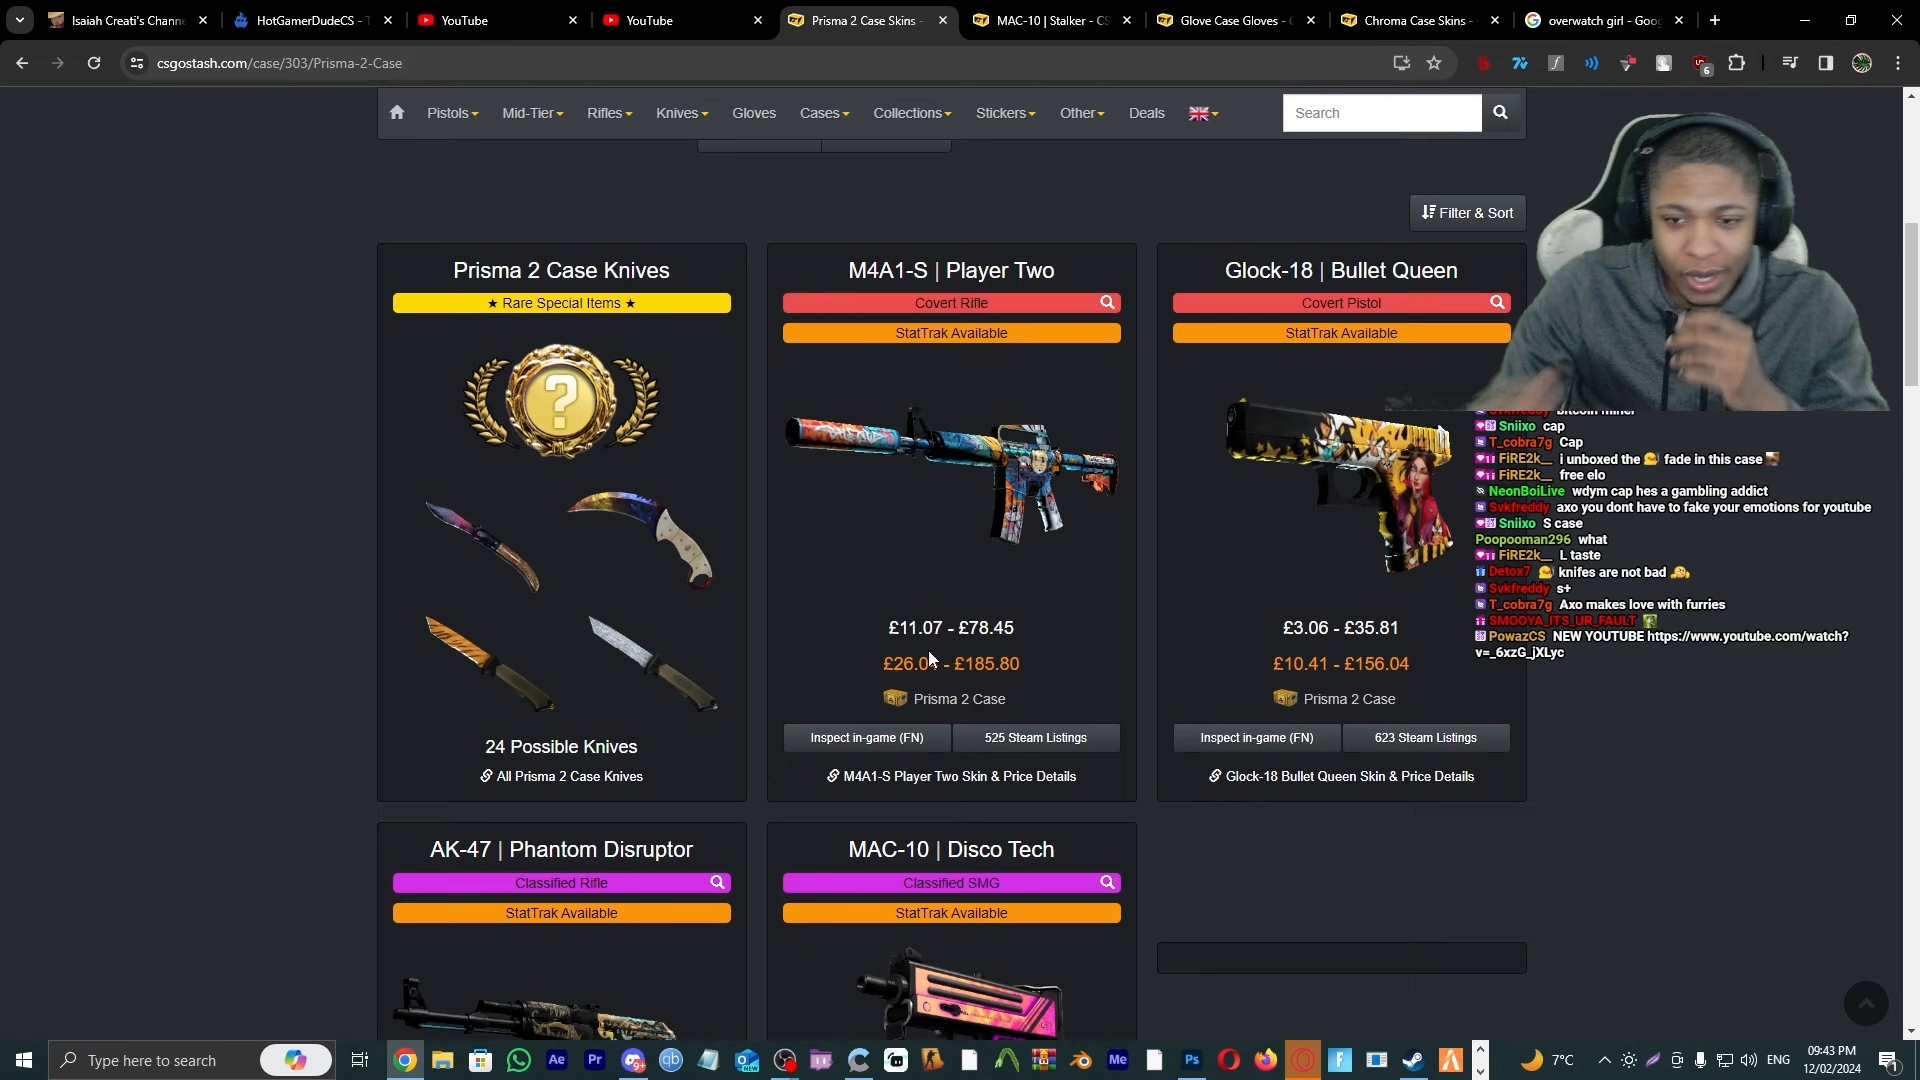 Isaiah Creati's Channe
HotGamerDudeCS - T
YouTube
YouTube
Prisma 2 Case Skins -
MAC-10 | Stalker - CS
Glove Case Gloves - C
Chroma Case Skins -
overwatch girl - Goog
csgostash.com/case/303/Prisma-2-Case
6
Pistols
Mid-Tier
Rifles
Knives
Gloves
Cases
Collections
Stickers
Other
Deals
Search
Filter & Sort
Prisma 2 Case Knives
★ Rare Special Items ★
24 Possible Knives
All Prisma 2 Case Knives
M4A1-S | Player Two
Covert Rifle
StatTrak Available
£11.07 - £78.45
- £185.80
Prisma 2 Case
Inspect in-game (FN)
525 Steam Listings
M4A1-S Player Two Skin & Price Details
Glock-18 | Bullet Queen
Covert Pistol
StatTrak Available
£3.06 - £35.81
£10.41 - £156.04
Prisma 2 Case
Inspect in-game (FN)
623 Steam Listings
Glock-18 Bullet Queen Skin & Price Details
Svkfreddy bitcoin miner
Sniixo cap
T_cobra7g Cap
FiRE2k__ i unboxed the fade in this case
FiRE2k__ free elo
NeonBoiLive wdym cap hes a gambling addict
Svkfreddy axo you dont have to fake your emotions for youtube
Sniixo S case
Poopooman296 what
FiRE2k__ L taste
Detox7 knifes are not bad
Svkfreddy s+
T_cobra7g Axo makes love with furries
SMOOYA_ITS_UR_FAULT
PowazCS NEW YOUTUBE https://www.youtube.com/watch?
v=_6xzG_jXLyc
AK-47 | Phantom Disruptor
Classified Rifle
StatTrak Available
MAC-10 | Disco Tech
Classified SMG
StatTrak Available
Type here to search
7°C
ENG
09:43 PM
12/02/2024